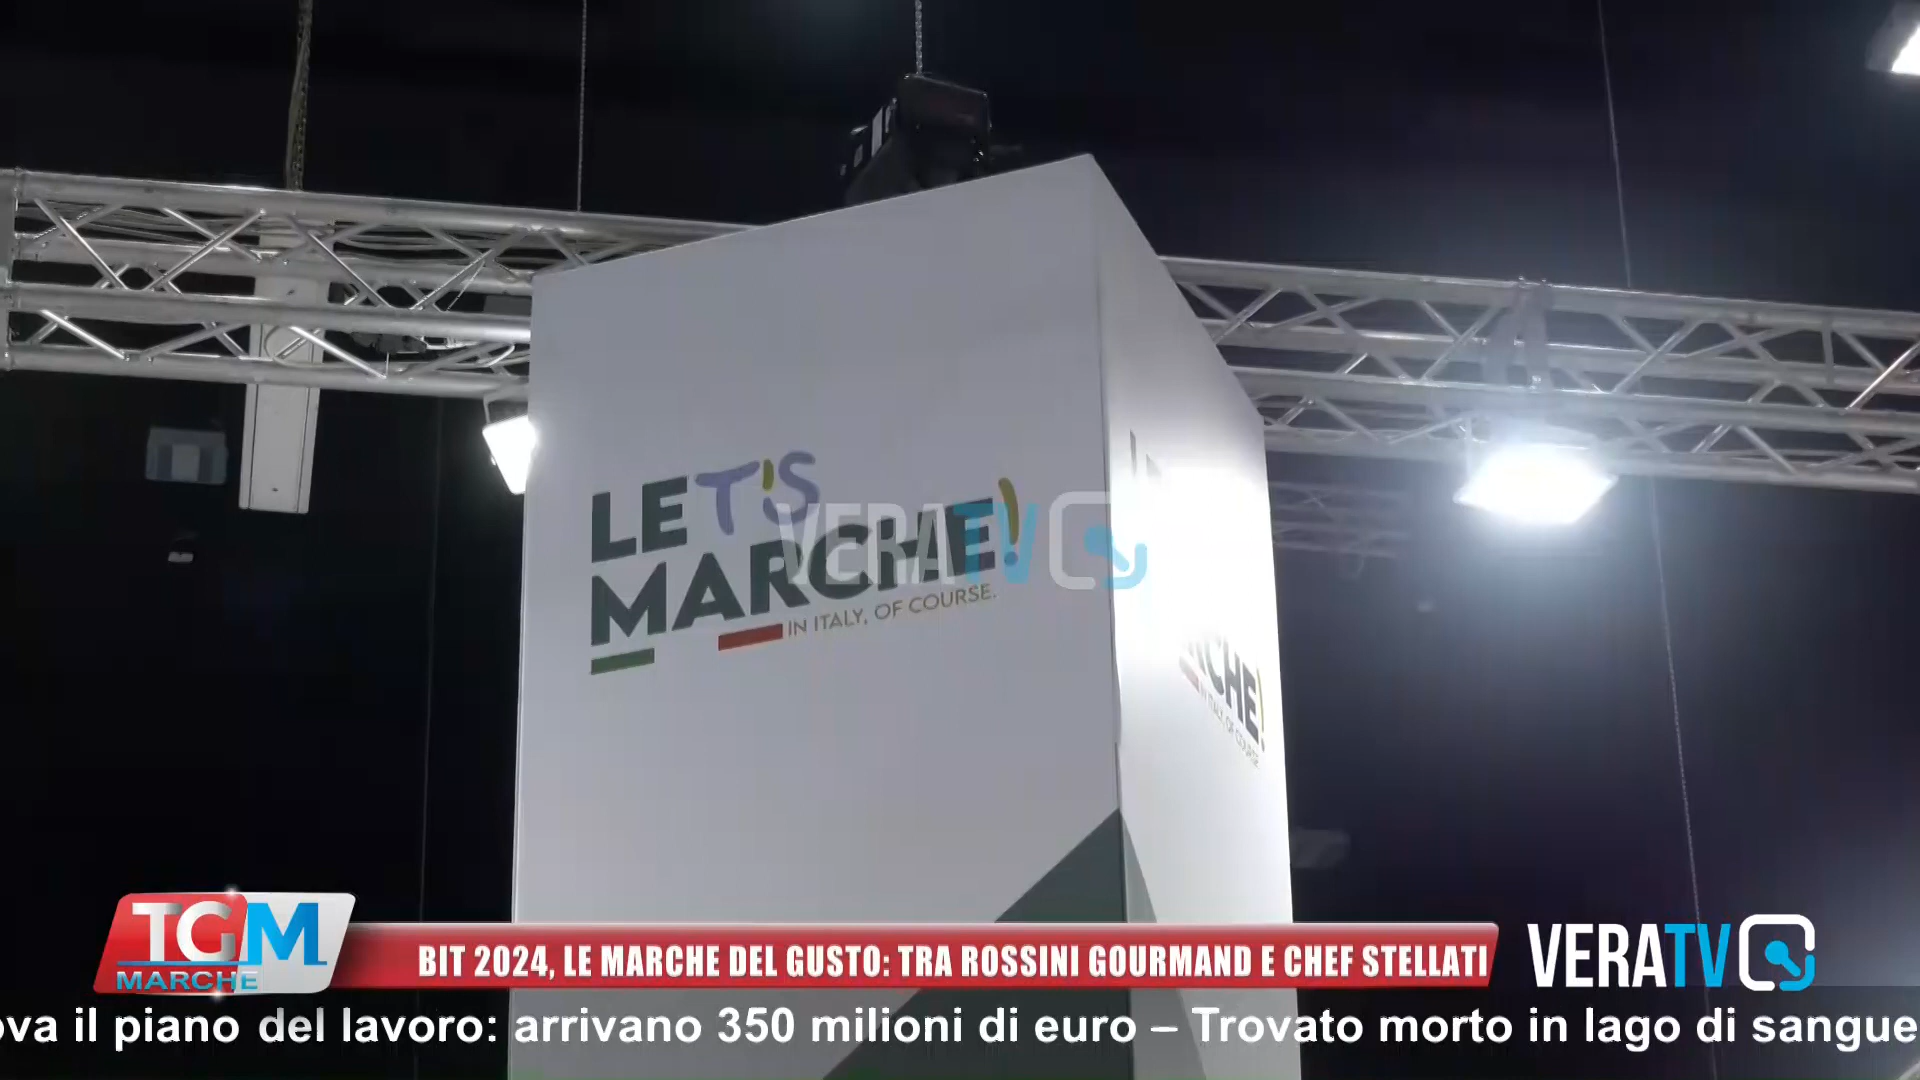 LET'S
MARCHE!
IN ITALY, OF COURSE.
RCHE!
IN ITALY, OF COURSE.
VERATV
TGM
MARCHE
BIT 2024, LE MARCHE DEL GUSTO: TRA ROSSINI GOURMAND E CHEF STELLATI
VERATV
ova il piano del lavoro: arrivano 350 milioni di euro – Trovato morto in lago di sangue